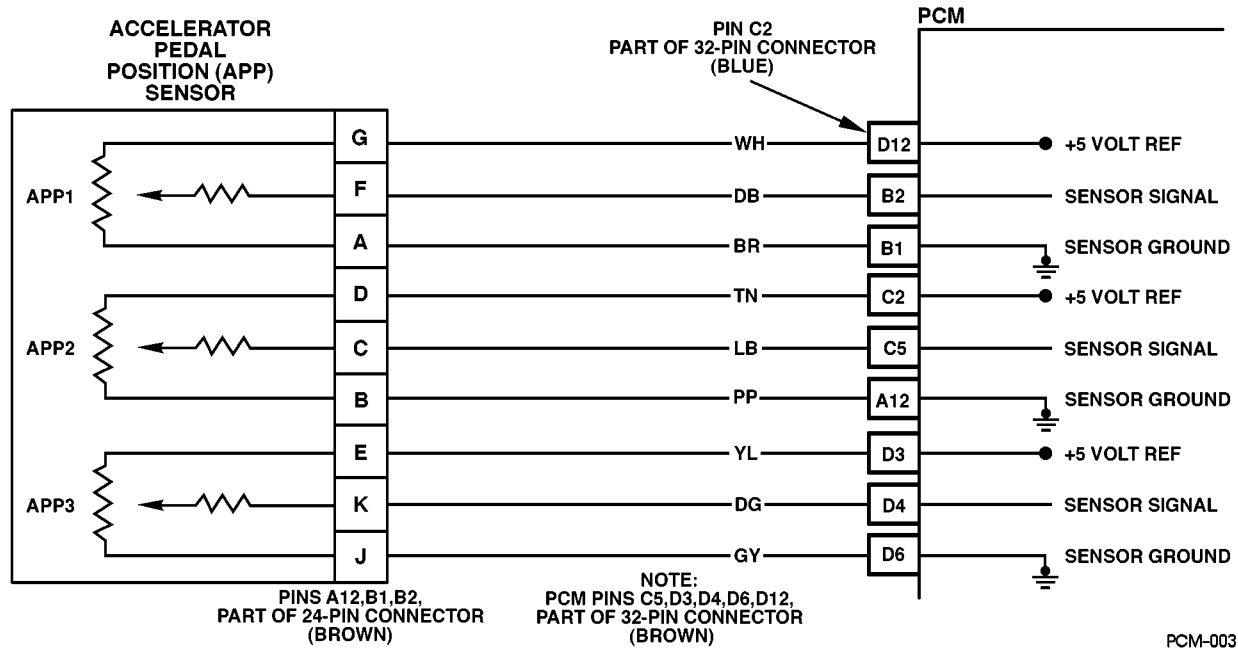 ACCELERATOR
PEDAL
POSITION (APP)
SENSOR
PIN C2
PART OF 32-PIN CONNECTOR
(BLUE)
PCM
G WH D12 +5 VOLT REF
APP1 F DB B2 SENSOR SIGNAL
A BR B1 SENSOR GROUND
D TN C2 +5 VOLT REF
APP2 C LB C5 SENSOR SIGNAL
B PP A12 SENSOR GROUND
E YL D3 +5 VOLT REF
APP3 K DG D4 SENSOR SIGNAL
J GY D6 SENSOR GROUND
PINS A12,B1,B2,
PART OF 24-PIN CONNECTOR
(BROWN)
NOTE:
PCM PINS C5,D3,D4,D6,D12,
PART OF 32-PIN CONNECTOR
(BROWN)
PCM-003